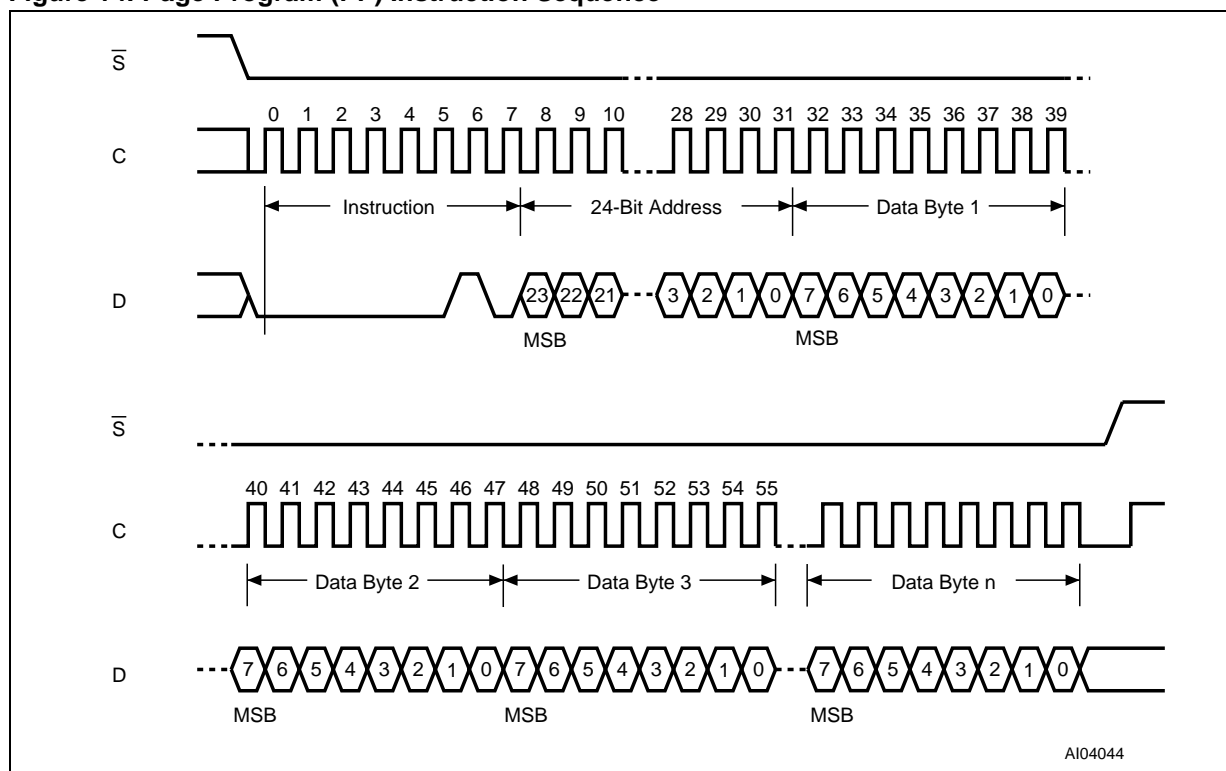 Figure 14. Page Program (PP) Instruction Sequence
S̅
0 1 2 3 4 5 6 7 8 9 10 28 29 30 31 32 33 34 35 36 37 38 39
C
Instruction 24-Bit Address Data Byte 1
D 23 22 21 3 2 1 0 7 6 5 4 3 2 1 0
MSB MSB
S̅
40 41 42 43 44 45 46 47 48 49 50 51 52 53 54 55
C
Data Byte 2 Data Byte 3 Data Byte n
D 7 6 5 4 3 2 1 0 7 6 5 4 3 2 1 0 7 6 5 4 3 2 1 0
MSB MSB MSB
AI04044